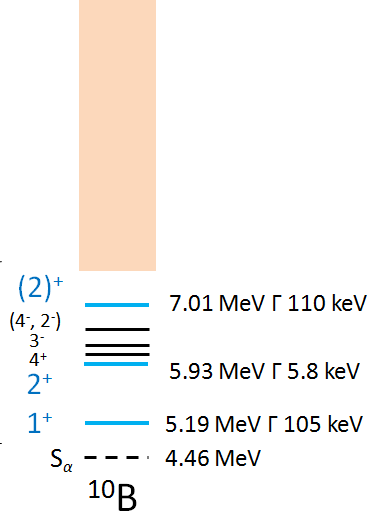 (2)⁺
7.01 MeV Γ 110 keV
(4⁻, 2⁻)
3⁻
4⁺
2⁺
5.93 MeV Γ 5.8 keV
1⁺
5.19 MeV Γ 105 keV
Sα
4.46 MeV
¹⁰B